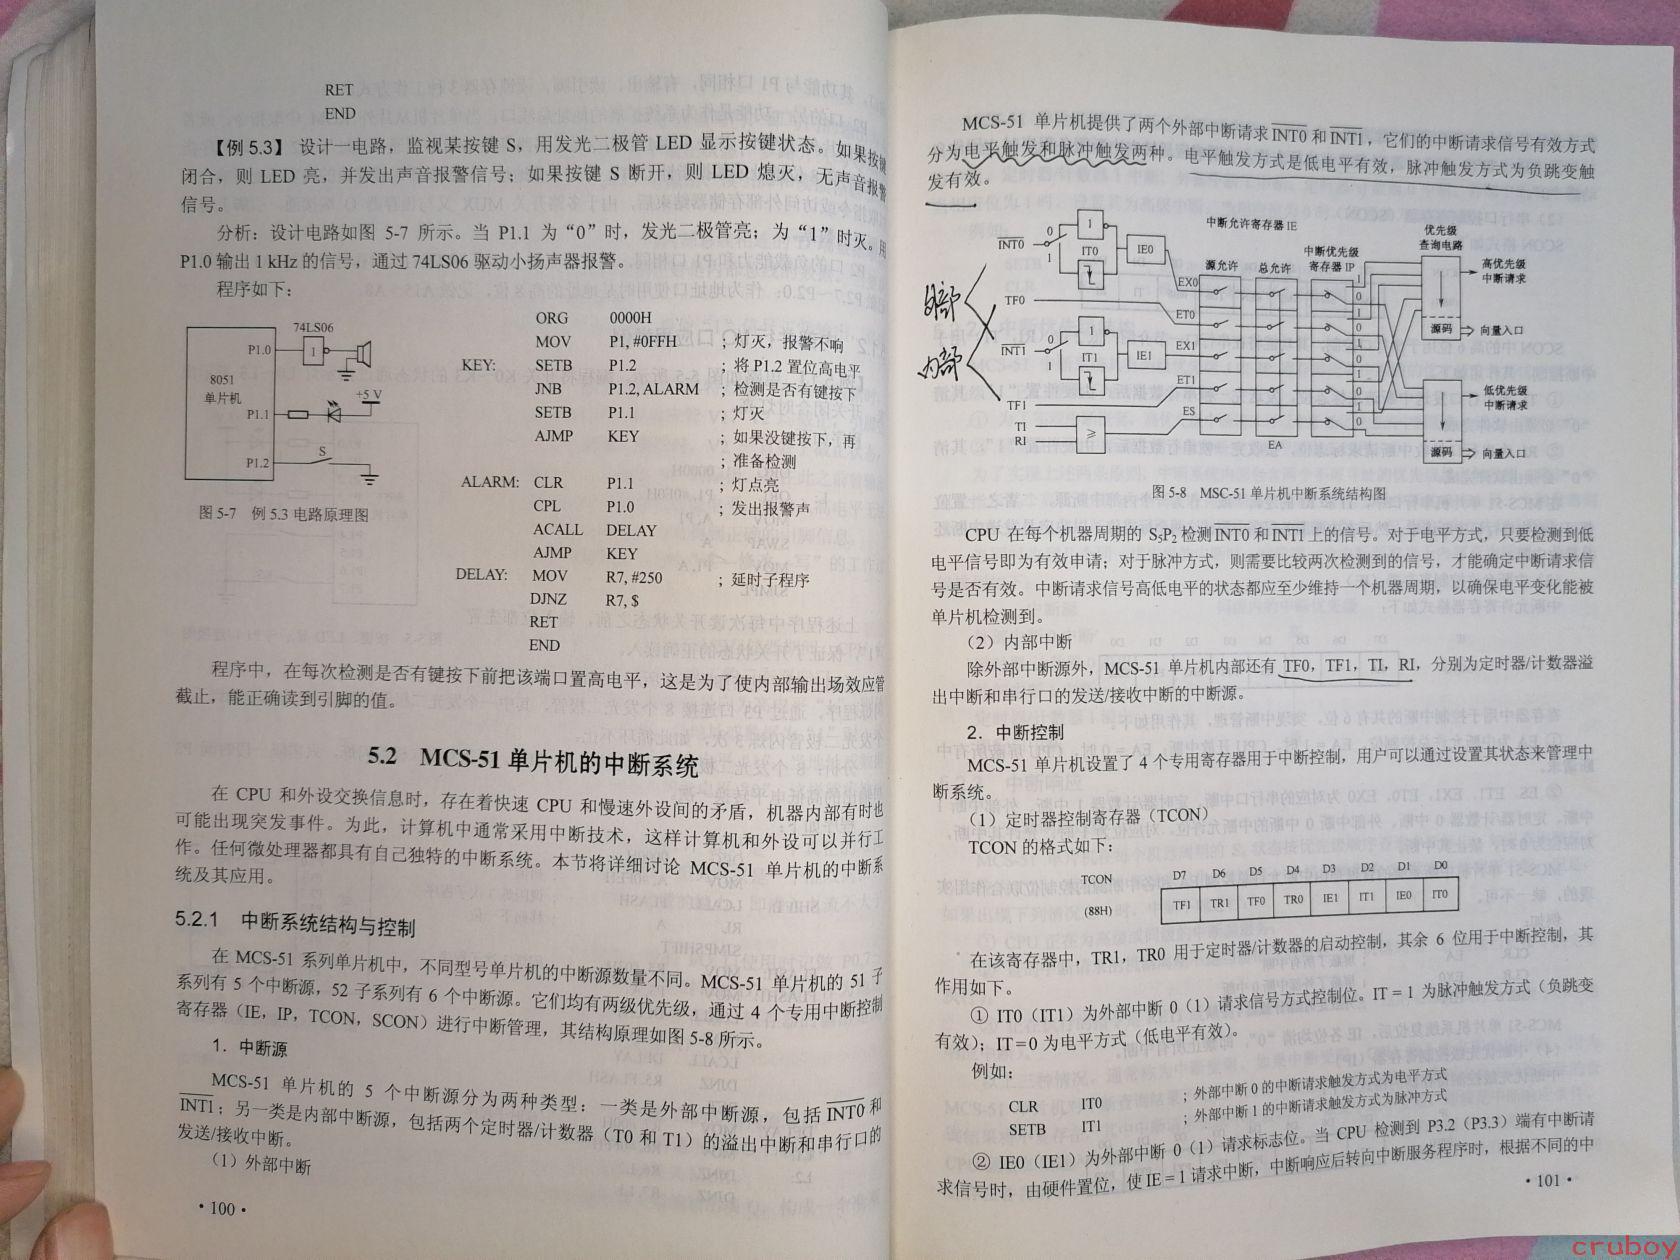 RET
END
【例 5.3】 设计一电路，监视某按键 S，用发光二极管 LED 显示按键状态。如果按键
闭合，则 LED 亮，并发出声音报警信号；如果按键 S 断开，则 LED 熄灭，无声音报警
信号。
分析：设计电路如图 5-7 所示。当 P1.1 为“0”时，发光二极管亮；为“1”时灭。用
P1.0 输出 1 kHz 的信号，通过 74LS06 驱动小扬声器报警。
程序如下：
74LS06
P1.0
1
8051
单片机
+5 V
P1.1
P1.2
S
图 5-7 例 5.3 电路原理图
ORG 0000H
MOV P1, #0FFH ；灯灭，报警不响
KEY: SETB P1.2 ；将 P1.2 置位高电平
JNB P1.2, ALARM ；检测是否有键按下
SETB P1.1 ；灯灭
AJMP KEY ；如果没键按下，再
；准备检测
ALARM: CLR P1.1 ；灯点亮
CPL P1.0 ；发出报警声
ACALL DELAY
AJMP KEY
DELAY: MOV R7, #250 ；延时子程序
DJNZ R7, $
RET
END
程序中，在每次检测是否有键按下前把该端口置高电平，这是为了使内部输出场效应管
截止，能正确读到引脚的值。
5.2 MCS-51 单片机的中断系统
在 CPU 和外设交换信息时，存在着快速 CPU 和慢速外设间的矛盾，机器内部有时也
可能出现突发事件。为此，计算机中通常采用中断技术，这样计算机和外设可以并行工
作。任何微处理器都具有自己独特的中断系统。本节将详细讨论 MCS-51 单片机的中断系
统及其应用。
5.2.1 中断系统结构与控制
在 MCS-51 系列单片机中，不同型号单片机的中断源数量不同。MCS-51 单片机的 51 子
系列有 5 个中断源，52 子系列有 6 个中断源。它们均有两级优先级，通过 4 个专用中断控制
寄存器（IE，IP，TCON，SCON）进行中断管理，其结构原理如图 5-8 所示。
1．中断源
MCS-51 单片机的 5 个中断源分为两种类型：一类是外部中断源，包括 INT0 和
INT1；另一类是内部中断源，包括两个定时器/计数器（T0 和 T1）的溢出中断和串行口的
发送/接收中断。
（1）外部中断
·100·
MCS-51 单片机提供了两个外部中断请求 INT0 和 INT1，它们的中断请求信号有效方式
分为电平触发和脉冲触发两种。电平触发方式是低电平有效，脉冲触发方式为负跳变触
发有效。
外部
内部
INT0
0
1
1
IT0
IE0
TF0
INT1
0
1
1
IT1
IE1
TF1
TI
RI
≥
中断允许寄存器 IE
源允许
总允许
中断优先级
寄存器 IP
EX0
ET0
EX1
ET1
ES
EA
1
0
1
0
1
0
1
0
1
0
优先级
查询电路
高优先级
中断请求
源码
向量入口
低优先级
中断请求
源码
向量入口
图 5-8 MSC-51 单片机中断系统结构图
CPU 在每个机器周期的 S5P2 检测 INT0 和 INT1 上的信号。对于电平方式，只要检测到低
电平信号即为有效申请；对于脉冲方式，则需要比较两次检测到的信号，才能确定中断请求信
号是否有效。中断请求信号高低电平的状态都应至少维持一个机器周期，以确保电平变化能被
单片机检测到。
（2）内部中断
除外部中断源外，MCS-51 单片机内部还有 TF0，TF1，TI，RI，分别为定时器/计数器溢
出中断和串行口的发送/接收中断的中断源。
2．中断控制
MCS-51 单片机设置了 4 个专用寄存器用于中断控制，用户可以通过设置其状态来管理中
断系统。
（1）定时器控制寄存器（TCON）
TCON 的格式如下：
TCON D7 D6 D5 D4 D3 D2 D1 D0
(88H) TF1 TR1 TF0 TR0 IE1 IT1 IE0 IT0
在该寄存器中，TR1，TR0 用于定时器/计数器的启动控制，其余 6 位用于中断控制，其
作用如下。
① IT0（IT1）为外部中断 0（1）请求信号方式控制位。IT = 1 为脉冲触发方式（负跳变
有效）；IT = 0 为电平方式（低电平有效）。
例如：
CLR IT0 ；外部中断 0 的中断请求触发方式为电平方式
SETB IT1 ；外部中断 1 的中断请求触发方式为脉冲方式
② IE0（IE1）为外部中断 0（1）请求标志位。当 CPU 检测到 P3.2（P3.3）端有中断请
求信号时，由硬件置位，使 IE = 1 请求中断，中断响应后转向中断服务程序时，根据不同的中
·101·
cruboy